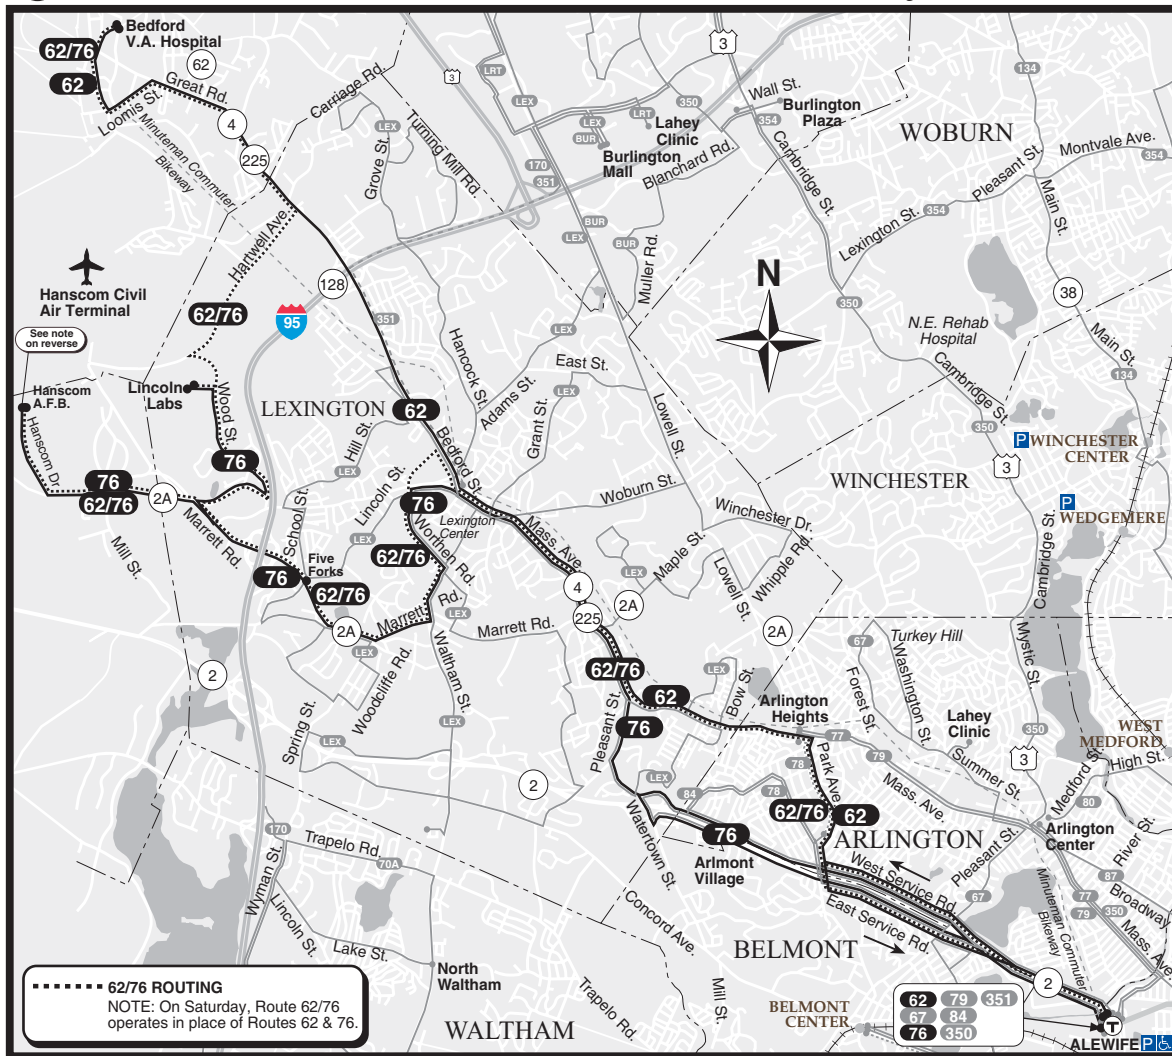 Bedford
V.A. Hospital
62/76
62
62
Great Rd.
Loomis St.
4
225
Minuteman Commuter
Bikeway
Carriage Rd.
3
LEX
Grove St.
Turning Mill Rd.
LRT
LEX
3
350
Wall St.
354
Burlington
Plaza
LRT
Lahey
Clinic
LEX
BUR
Burlington
Mall
Blanchard Rd.
170
351
Cambridge St.
WOBURN
134
Montvale Ave.
354
Pleasant St.
Main St.
Lexington St.
354
BUR
LEX
BUR
Muller Rd.
Hartwell Ave.
Hanscom Civil
Air Terminal
See note
on reverse
62/76
128
95
351
N
350
38
N.E. Rehab
Hospital
Main St.
134
Cambridge St.
350
Hanscom
A.F.B.
Hanscom Dr.
Lincoln
Labs
Wood St.
LEXINGTON
62
Hancock St.
Adams St.
LEX
East St.
LEX
Grant St.
Lowell St.
Hill St.
LEX
Bedford St.
76
76
62/76
2A
Marrett Rd.
Mill St.
School St.
Lincoln St.
LEX
76
Lexington
Center
Worthen Rd.
62/76
Woburn St.
Mass. Ave.
Winchester Dr.
Whipple Rd.
Lowell St.
Maple St.
LEX
P WINCHESTER
CENTER
3
WINCHESTER
P
WEDGEMERE
Cambridge St.
Five
Forks
76
62/76
2A
LEX
Marrett Rd.
LEX
Marrett Rd.
4
225
2A
2A
67
Turkey Hill
Mystic St.
2
Woodcliffe Rd.
Waltham St.
Spring St.
LEX
LEX
62/76
62
76
Pleasant St.
LEX
Bow St.
Arlington
Heights
Forest St.
Washington St.
Lahey
Clinic
350
3
WEST
MEDFORD
High St.
Medford St.
80
77
79
78
Park Ave.
Summer St.
Mass. Ave.
2
LEX
84
78
62/76
62
ARLINGTON
Arlington
Center
River St.
Pleasant St.
87
Broadway
77
350
79
Mass. Ave.
67
Minuteman Commuter
Bikeway
170
Trapelo Rd.
70A
Wyman St.
Lincoln St.
Lake St.
North
Waltham
Watertown St.
76
Arlmont
Village
West Service Rd.
East Service Rd.
Concord Ave.
BELMONT
2
Mill St.
Trapelo Rd.
WALTHAM
BELMONT
CENTER
62 79 351
67 84
76 350
T
ALEWIFE P
62/76 ROUTING
NOTE: On Saturday, Route 62/76
operates in place of Routes 62 & 76.